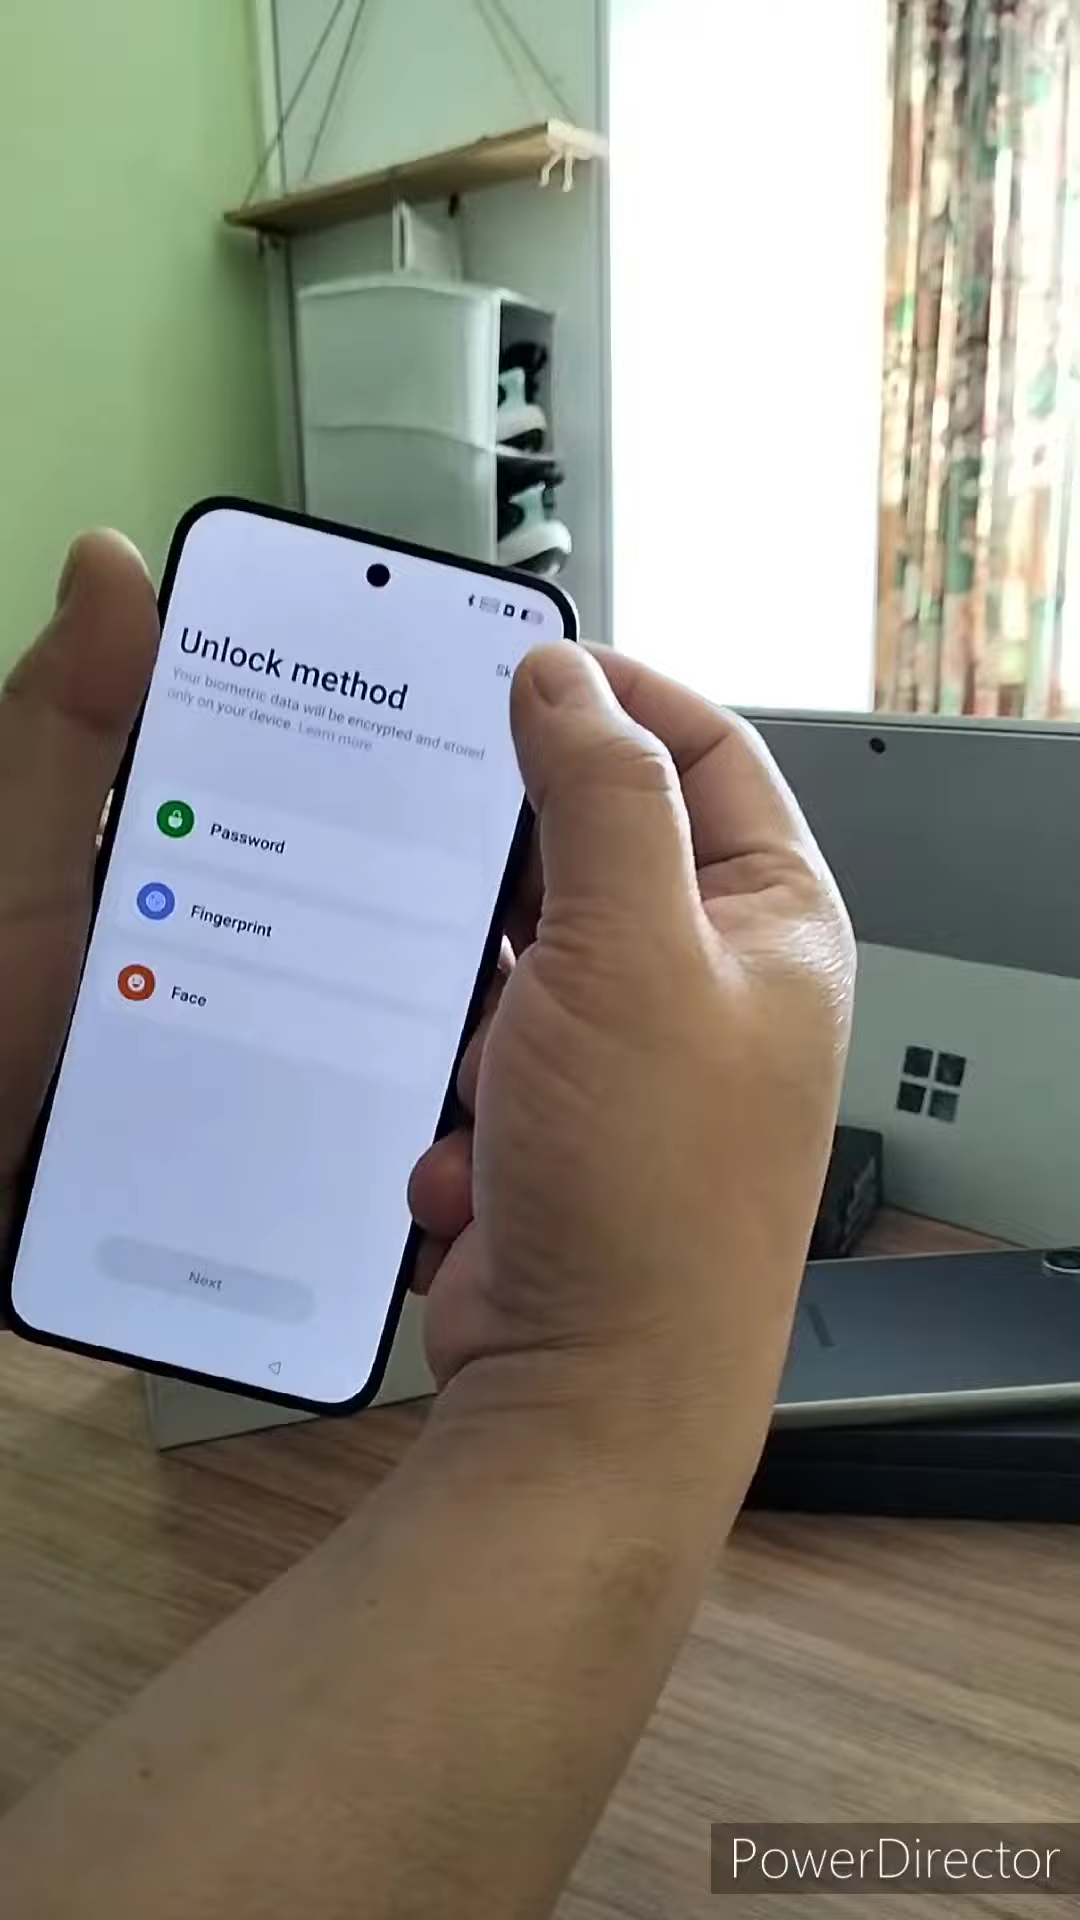 Unlock method
Your biometric data will be encrypted and stored
only on your device. Learn more
Password
Fingerprint
Face
Next
PowerDirector